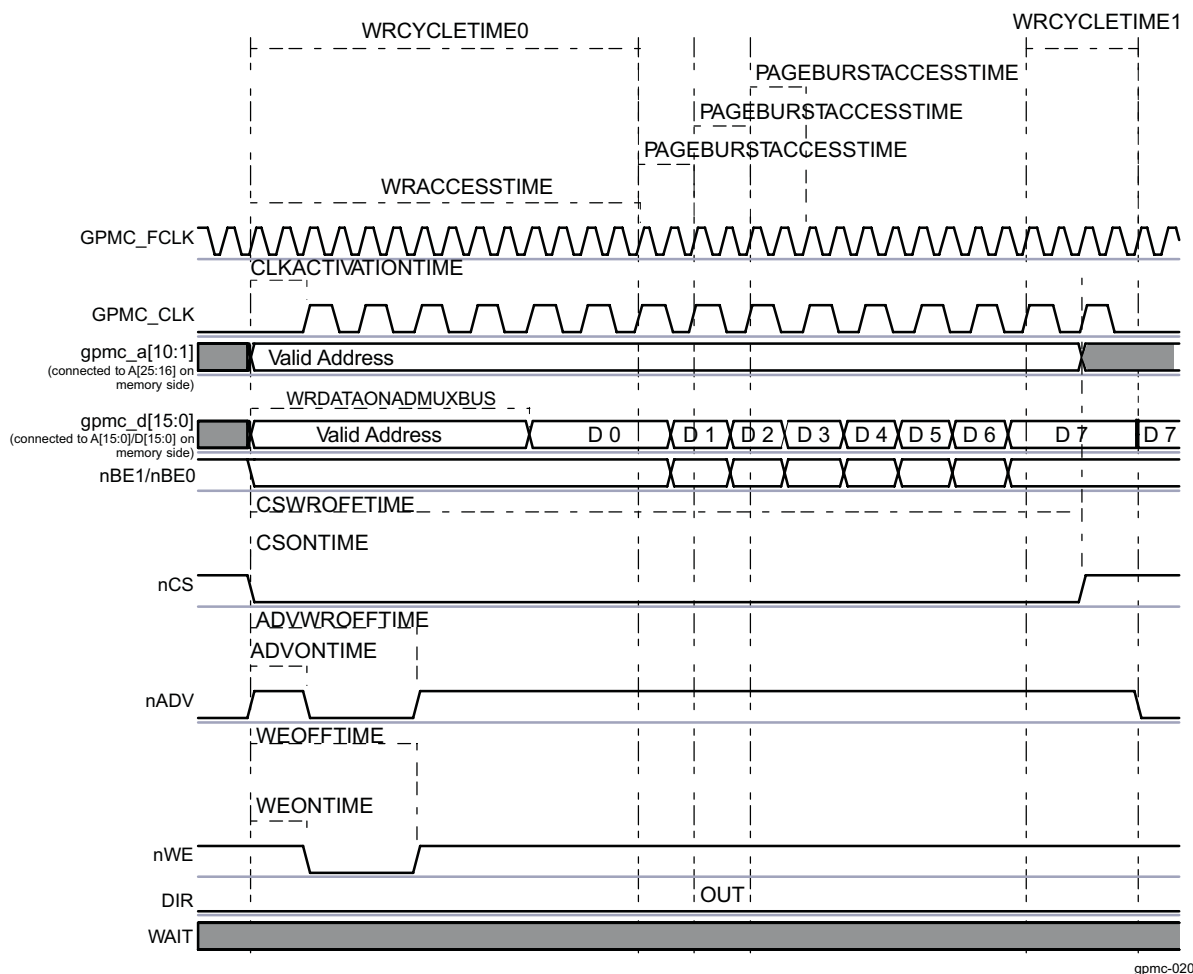 WRCYCLETIME0
WRCYCLETIME1
PAGEBURSTACCESSTIME
PAGEBURSTACCESSTIME
PAGEBURSTACCESSTIME
WRACCESSTIME
GPMC_FCLK
CLKACTIVATIONTIME
GPMC_CLK
gpmc_a[10:1]
(connected to A[25:16] on
memory side)
Valid Address
WRDATAONADMUXBUS
gpmc_d[15:0]
(connected to A[15:0]/D[15:0] on
memory side)
Valid Address D 0 D 1 D 2 D 3 D 4 D 5 D 6 D 7 D 7
nBE1/nBE0
CSWROFFTIME
CSONTIME
nCS
ADVWROFFTIME
ADVONTIME
nADV
WEOFFTIME
WEONTIME
nWE
DIR OUT
WAIT
gpmc-020